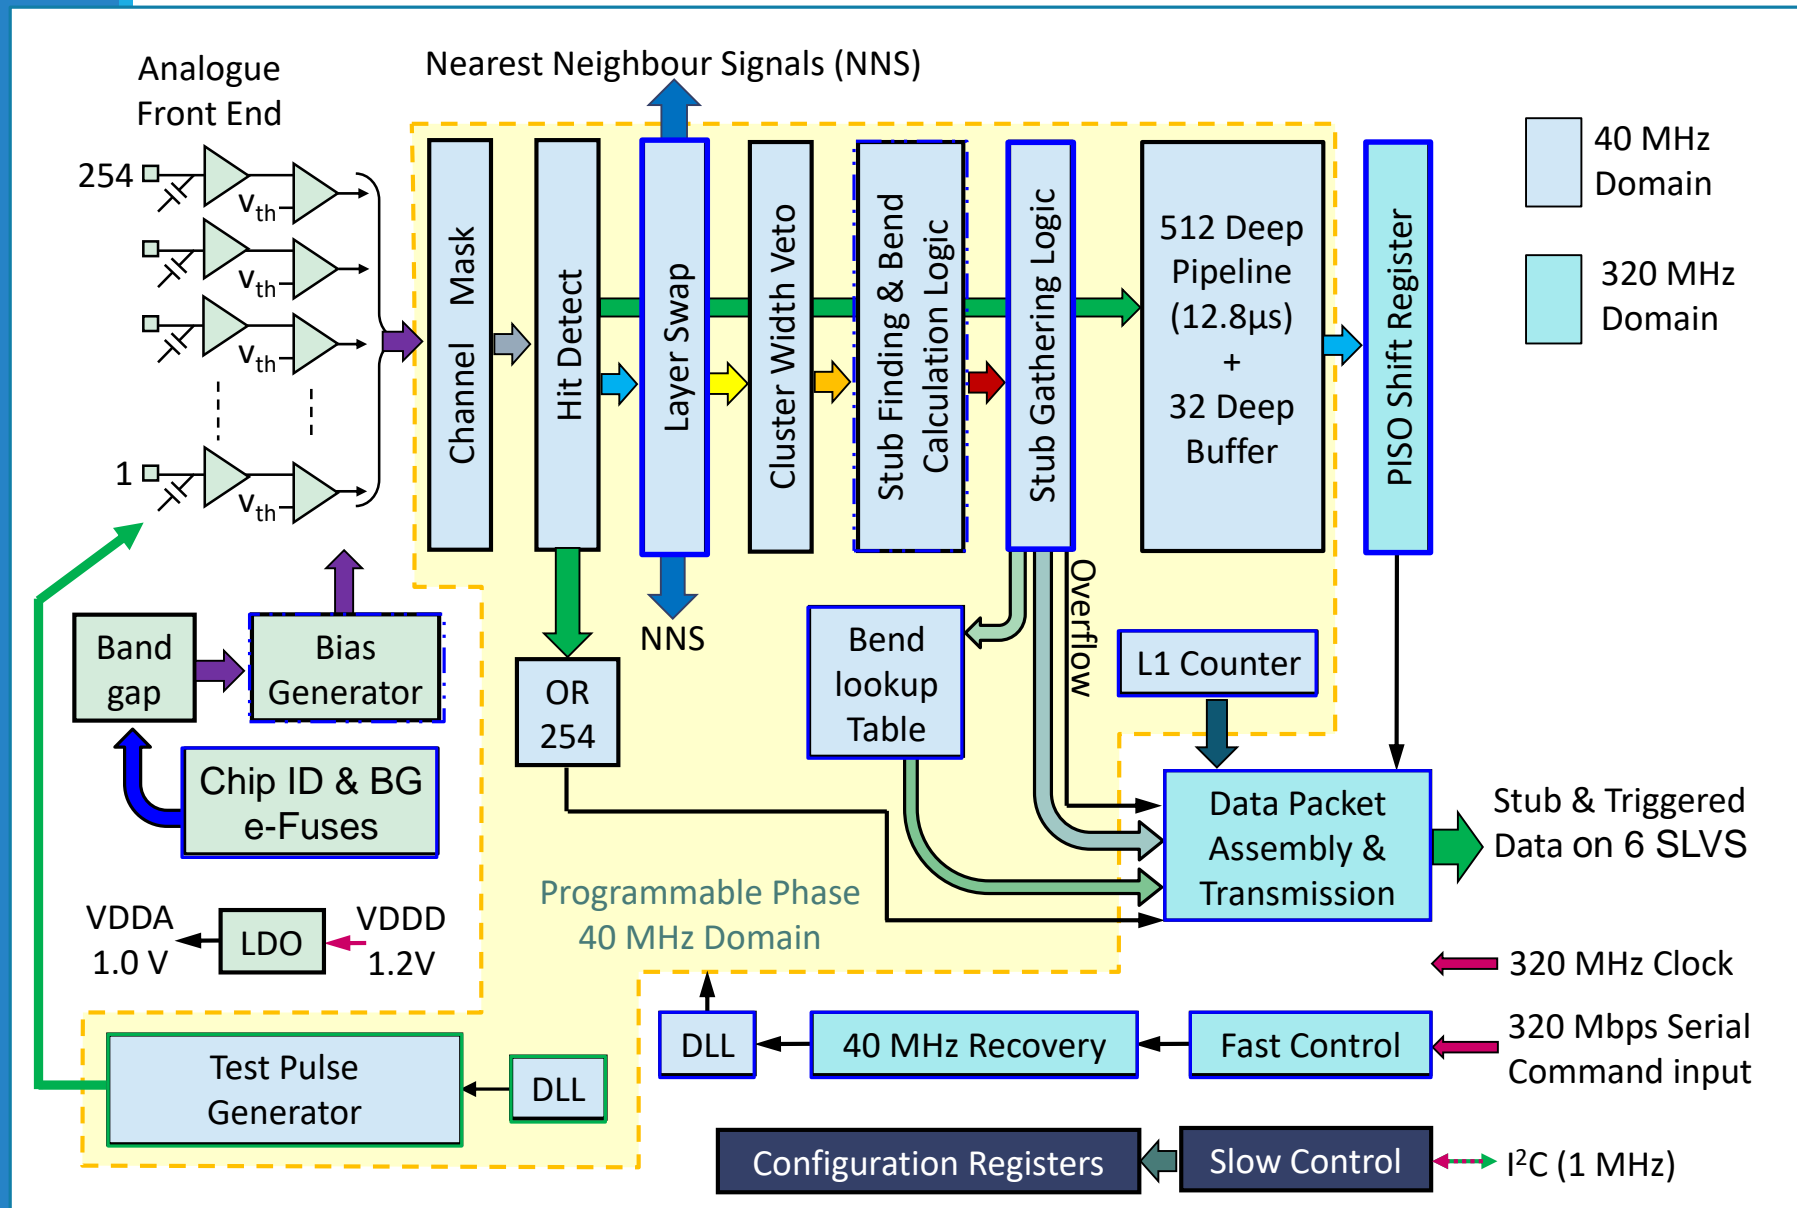 Analogue
Front End
Nearest Neighbour Signals (NNS)
254
Vth
Vth
Vth
1
Vth
Channel Mask
Hit Detect
Layer Swap
Cluster Width Veto
Stub Finding & Bend
Calculation Logic
Stub Gathering Logic
512 Deep
Pipeline
(12.8µs)
+
32 Deep
Buffer
PISO Shift Register
40 MHz
Domain
320 MHz
Domain
NNS
Overflow
Band
gap
Bias
Generator
OR
254
Bend
lookup
Table
L1 Counter
Chip ID & BG
e-Fuses
Data Packet
Assembly &
Transmission
Stub & Triggered
Data on 6 SLVS
Programmable Phase
40 MHz Domain
VDDA
1.0 V
LDO
VDDD
1.2V
320 MHz Clock
DLL
40 MHz Recovery
Fast Control
320 Mbps Serial
Command input
Test Pulse
Generator
DLL
Configuration Registers
Slow Control
I²C (1 MHz)